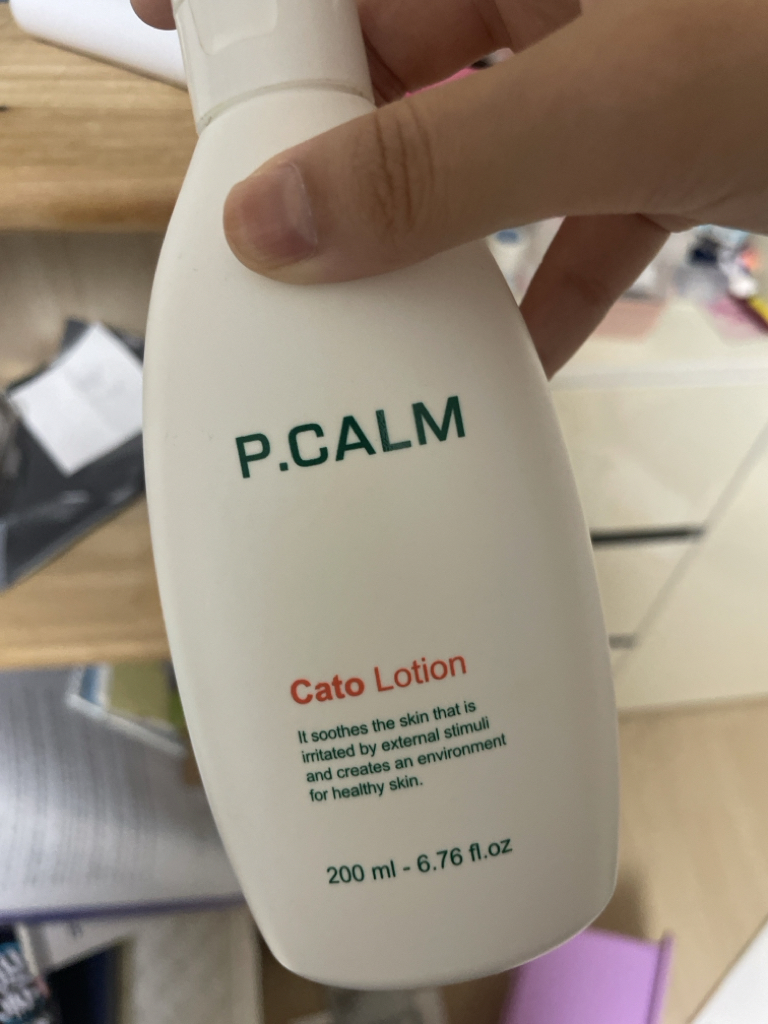 P.CALM
Cato Lotion
It soothes the skin that is
irritated by external stimuli
and creates an environment
for healthy skin.
200 ml - 6.76 fl.oz